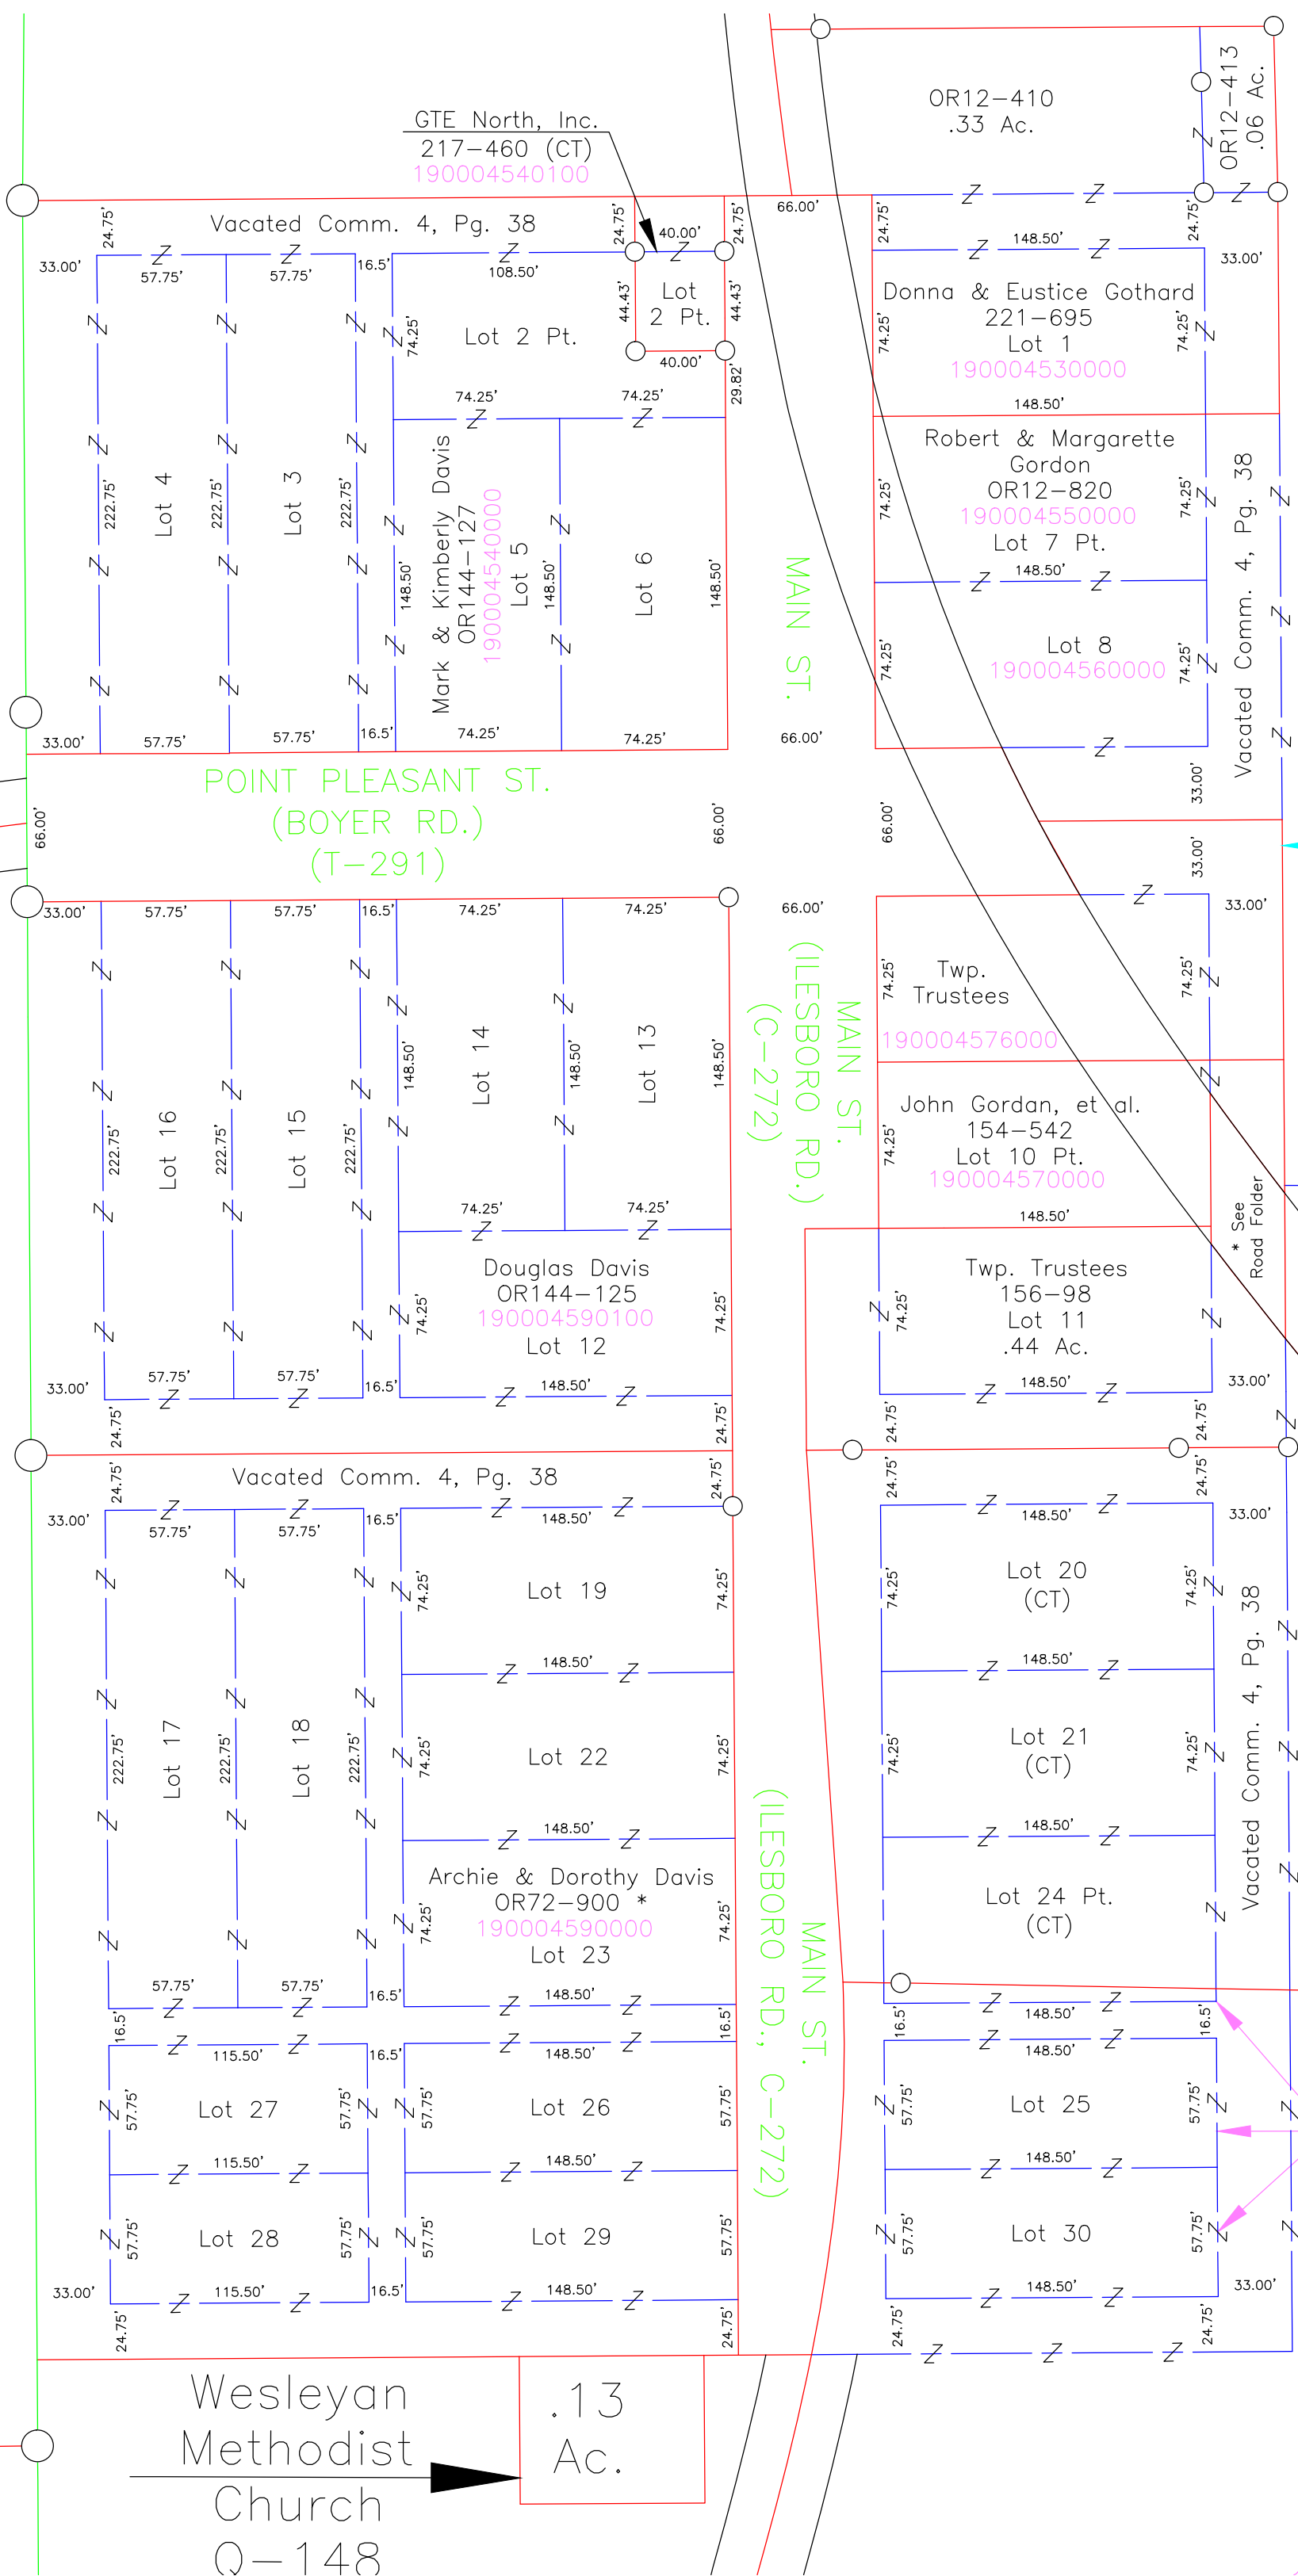 OR12-410
.33 Ac.
OR12-413
.06 Ac.
GTE North, Inc.
217-460 (CT)
190004540100
Vacated Comm. 4, Pg. 38
24.75'
24.75'
40.00'
24.75'
66.00'
24.75'
24.75'
33.00'
57.75'
57.75'
16.5'
108.50'
148.50'
33.00'
Lot 2 Pt.
74.25'
44.43'
Lot
2 Pt.
44.43'
40.00'
29.82'
Donna & Eustice Gothard
221-695
Lot 1
190004530000
74.25'
74.25'
148.50'
74.25'
74.25'
222.75'
Lot 4
222.75'
Lot 3
222.75'
148.50'
Mark & Kimberly Davis
OR144-127
190004540000
Lot 5
148.50'
Lot 6
148.50'
MAIN ST.
Robert & Margarette
Gordon
OR12-820
190004550000
Lot 7 Pt.
74.25'
74.25'
148.50'
Lot 8
190004560000
74.25'
74.25'
Vacated Comm. 4, Pg. 38
33.00'
57.75'
57.75'
16.5'
74.25'
74.25'
66.00'
33.00'
POINT PLEASANT ST.
(BOYER RD.)
(T-291)
66.00'
66.00'
66.00'
33.00'
33.00'
57.75'
57.75'
16.5'
74.25'
74.25'
66.00'
33.00'
222.75'
Lot 16
222.75'
Lot 15
222.75'
148.50'
Lot 14
148.50'
Lot 13
148.50'
MAIN ST.
(ILESBORO RD.)
(C-272)
Twp.
Trustees
190004576000
74.25'
74.25'
John Gordan, et al.
154-542
Lot 10 Pt.
190004570000
74.25'
148.50'
* See
Road Folder
74.25'
74.25'
Douglas Davis
OR144-125
190004590100
Lot 12
74.25'
74.25'
Twp. Trustees
156-98
Lot 11
.44 Ac.
74.25'
33.00'
57.75'
57.75'
16.5'
148.50'
148.50'
33.00'
24.75'
24.75'
24.75'
24.75'
Vacated Comm. 4, Pg. 38
24.75'
24.75'
24.75'
24.75'
33.00'
57.75'
57.75'
16.5'
148.50'
148.50'
33.00'
Lot 19
74.25'
74.25'
Lot 20
(CT)
74.25'
74.25'
148.50'
148.50'
222.75'
Lot 17
222.75'
Lot 18
222.75'
Lot 22
74.25'
74.25'
Lot 21
(CT)
74.25'
74.25'
Vacated Comm. 4, Pg. 38
148.50'
148.50'
Archie & Dorothy Davis
OR72-900 *
190004590000
Lot 23
74.25'
74.25'
MAIN ST.
(ILESBORO RD., C-272)
Lot 24 Pt.
(CT)
57.75'
57.75'
16.5'
148.50'
148.50'
16.5'
16.5'
16.5'
16.5'
115.50'
16.5'
148.50'
148.50'
57.75'
Lot 27
57.75'
57.75'
Lot 26
57.75'
57.75'
Lot 25
57.75'
115.50'
148.50'
148.50'
57.75'
Lot 28
57.75'
57.75'
Lot 29
57.75'
57.75'
Lot 30
57.75'
33.00'
115.50'
16.5'
148.50'
148.50'
33.00'
24.75'
24.75'
24.75'
24.75'
Wesleyan
Methodist
Church
Q-148
.13
Ac.